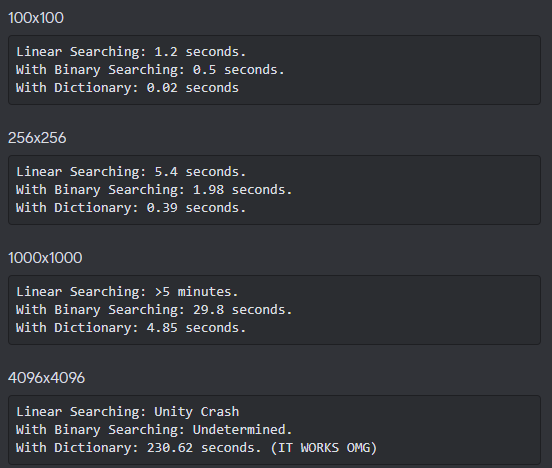 100x100
Linear Searching: 1.2 seconds.
With Binary Searching: 0.5 seconds.
With Dictionary: 0.02 seconds
256x256
Linear Searching: 5.4 seconds.
With Binary Searching: 1.98 seconds.
With Dictionary: 0.39 seconds.
1000x1000
Linear Searching: >5 minutes.
With Binary Searching: 29.8 seconds.
With Dictionary: 4.85 seconds.
4096x4096
Linear Searching: Unity Crash
With Binary Searching: Undetermined.
With Dictionary: 230.62 seconds. (IT WORKS OMG)